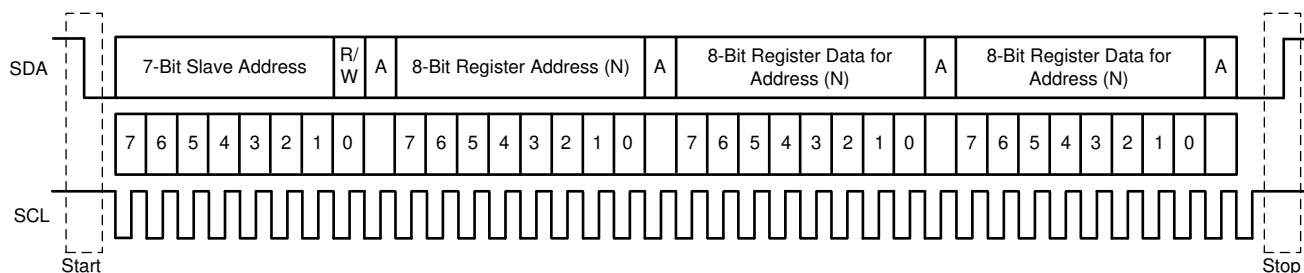 SDA
7-Bit Slave Address
R/
W
A
8-Bit Register Address (N)
A
8-Bit Register Data for
Address (N)
A
8-Bit Register Data for
Address (N)
A
7 6 5 4 3 2 1 0 7 6 5 4 3 2 1 0 7 6 5 4 3 2 1 0 7 6 5 4 3 2 1 0
SCL
Start
Stop